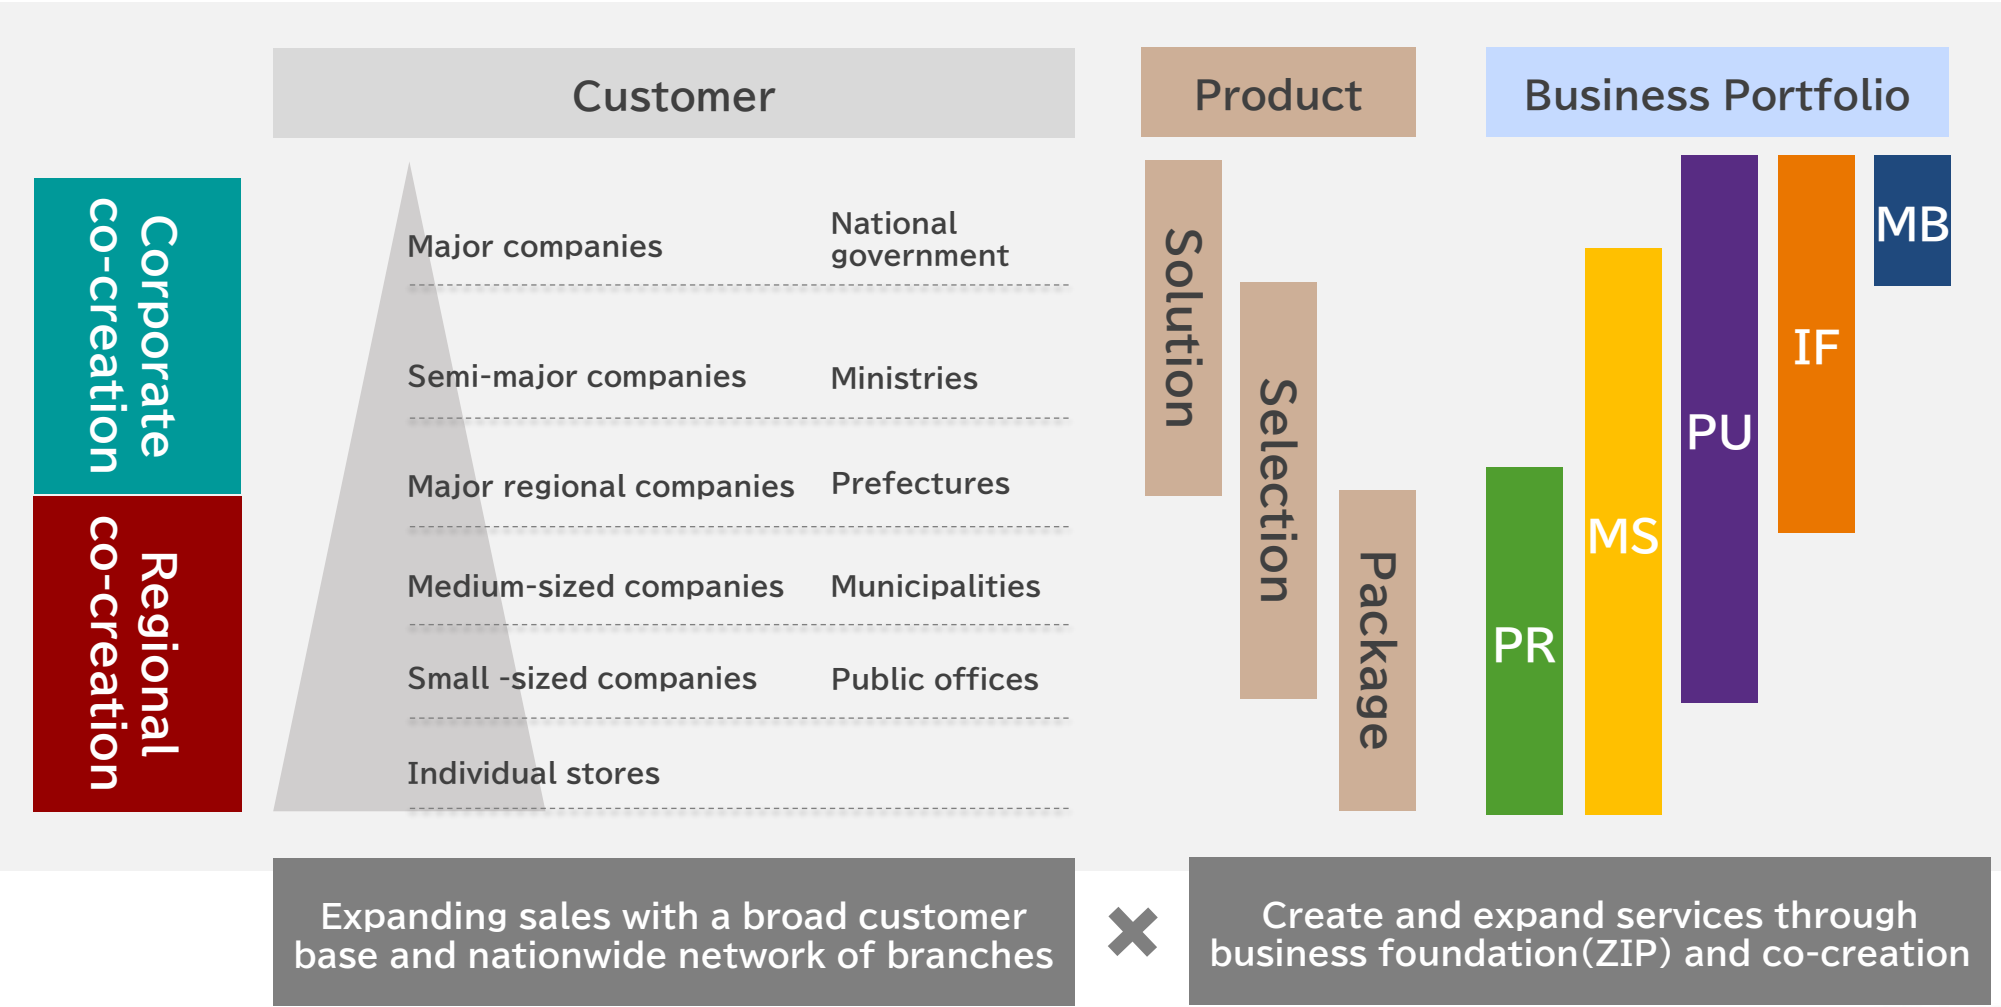 Customer
Product
Business Portfolio
Corporate
co-creation
Regional
co-creation
Major companies
National
government
Semi-major companies
Ministries
Major regional companies
Prefectures
Medium-sized companies
Municipalities
Small -sized companies
Public offices
Individual stores
Solution
Selection
Package
PR
MS
PU
IF
MB
Expanding sales with a broad customer
base and nationwide network of branches
✖
Create and expand services through
business foundation(ZIP) and co-creation